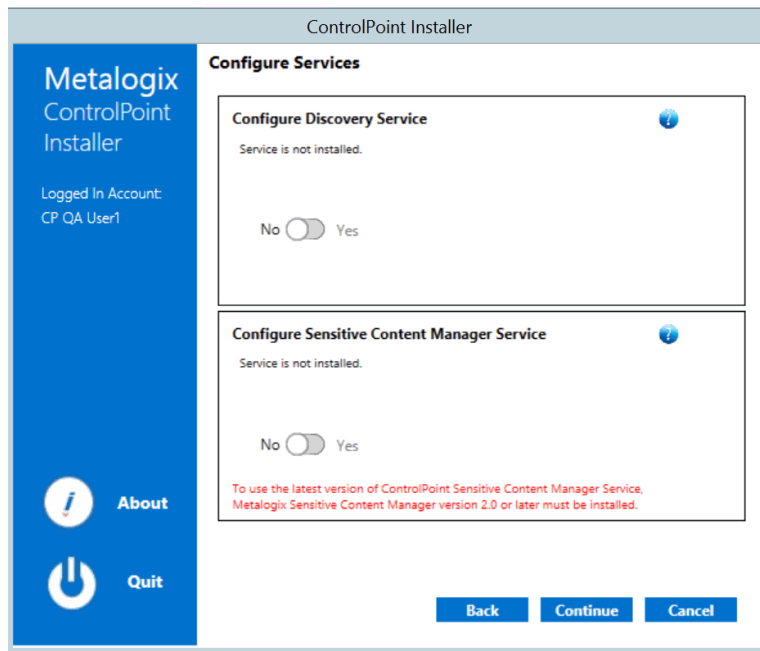 ControlPoint Installer
Metalogix
ControlPoint
Installer
Logged In Account:
CP QA User1
About
Quit
Configure Services
Configure Discovery Service
?
Service is not installed.
No Yes
Configure Sensitive Content Manager Service
?
Service is not installed.
No Yes
To use the latest version of ControlPoint Sensitive Content Manager Service,
Metalogix Sensitive Content Manager version 2.0 or later must be installed.
Back Continue Cancel